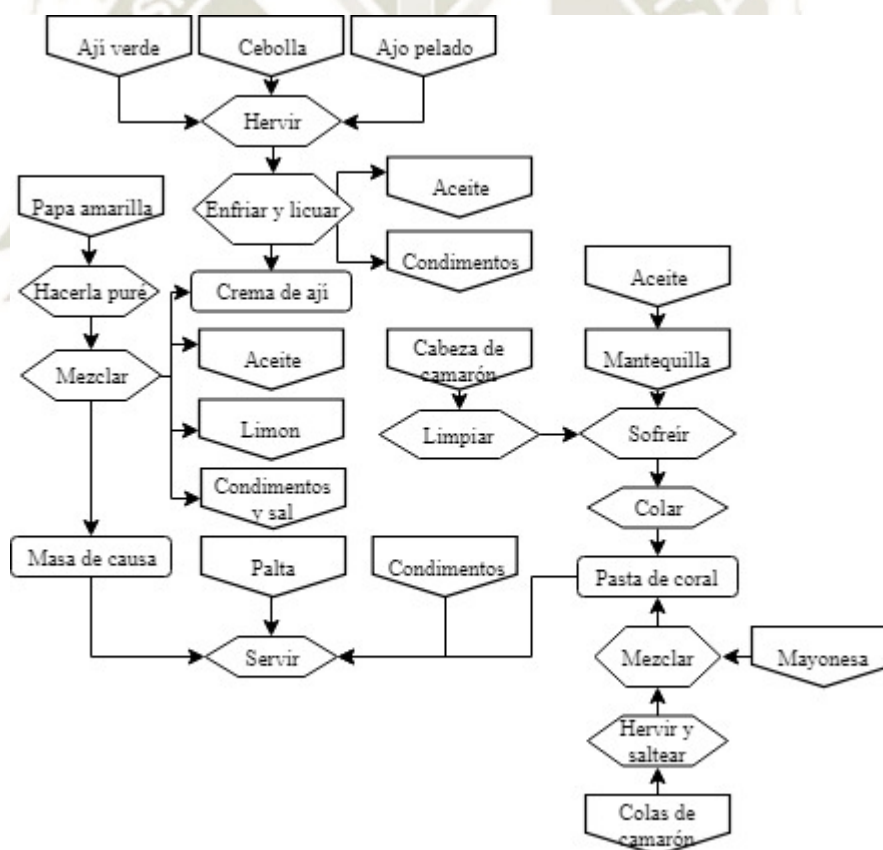 Ají verde
Cebolla
Ajo pelado
Hervir
Enfriar y licuar
Aceite
Condimentos
Papa amarilla
Hacerla puré
Crema de ají
Mezclar
Aceite
Limon
Condimentos
y sal
Masa de causa
Aceite
Mantequilla
Cabeza de
camarón
Limpiar
Sofreír
Colar
Pasta de coral
Palta
Condimentos
Servir
Mezclar
Mayonesa
Hervir y
saltear
Colas de
camarón